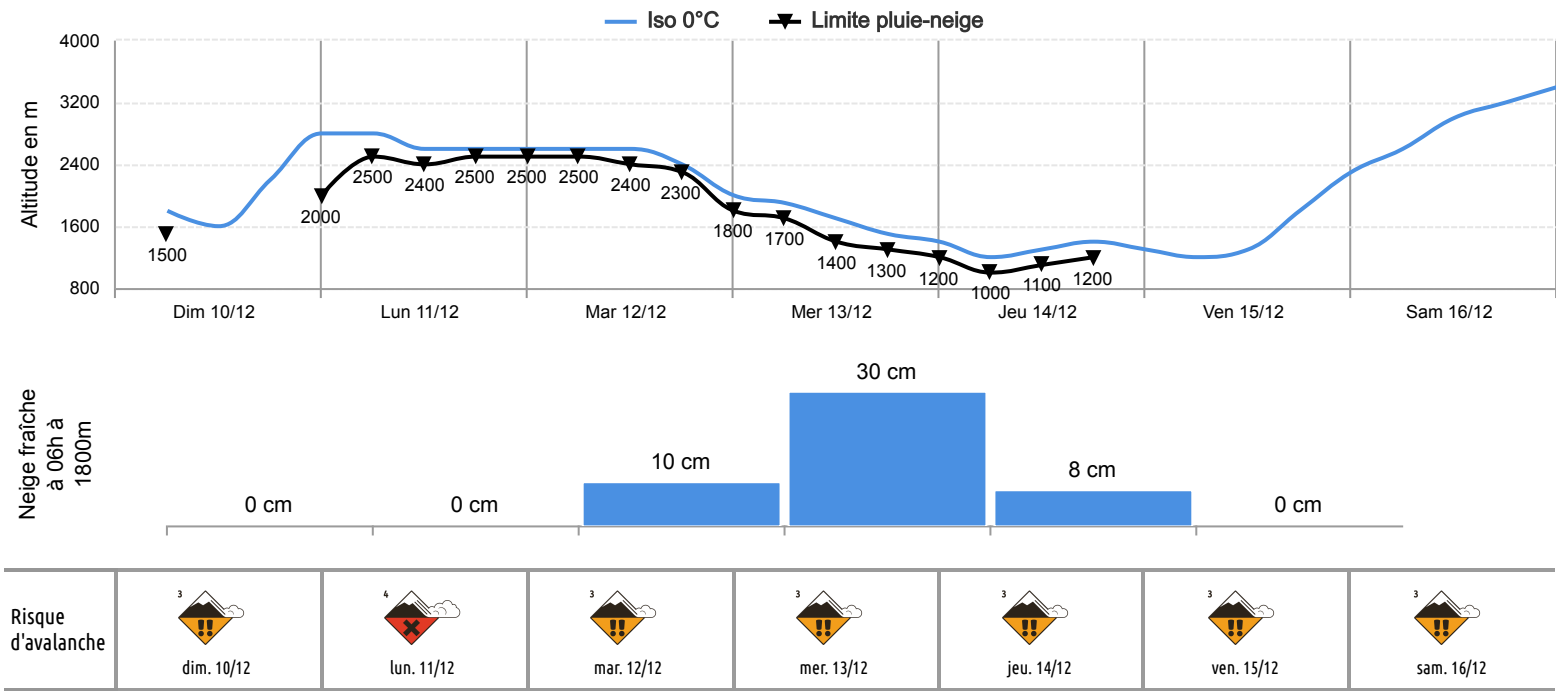 Iso 0°C Limite pluie-neige
Altitude en m
4000
3200
2400
1600
800
1500 2000 2500 2400 2500 2500 2500 2400 2300 1800 1700 1400 1300 1200 1000 1100 1200
Dim 10/12 Lun 11/12 Mar 12/12 Mer 13/12 Jeu 14/12 Ven 15/12 Sam 16/12
Neige fraîche
à 06h à
1800m
0 cm 0 cm 10 cm 30 cm 8 cm 0 cm
Risque
d'avalanche
3 4 3 3 3 3 3
!! !! !! !! !! !!
dim. 10/12 lun. 11/12 mar. 12/12 mer. 13/12 jeu. 14/12 ven. 15/12 sam. 16/12